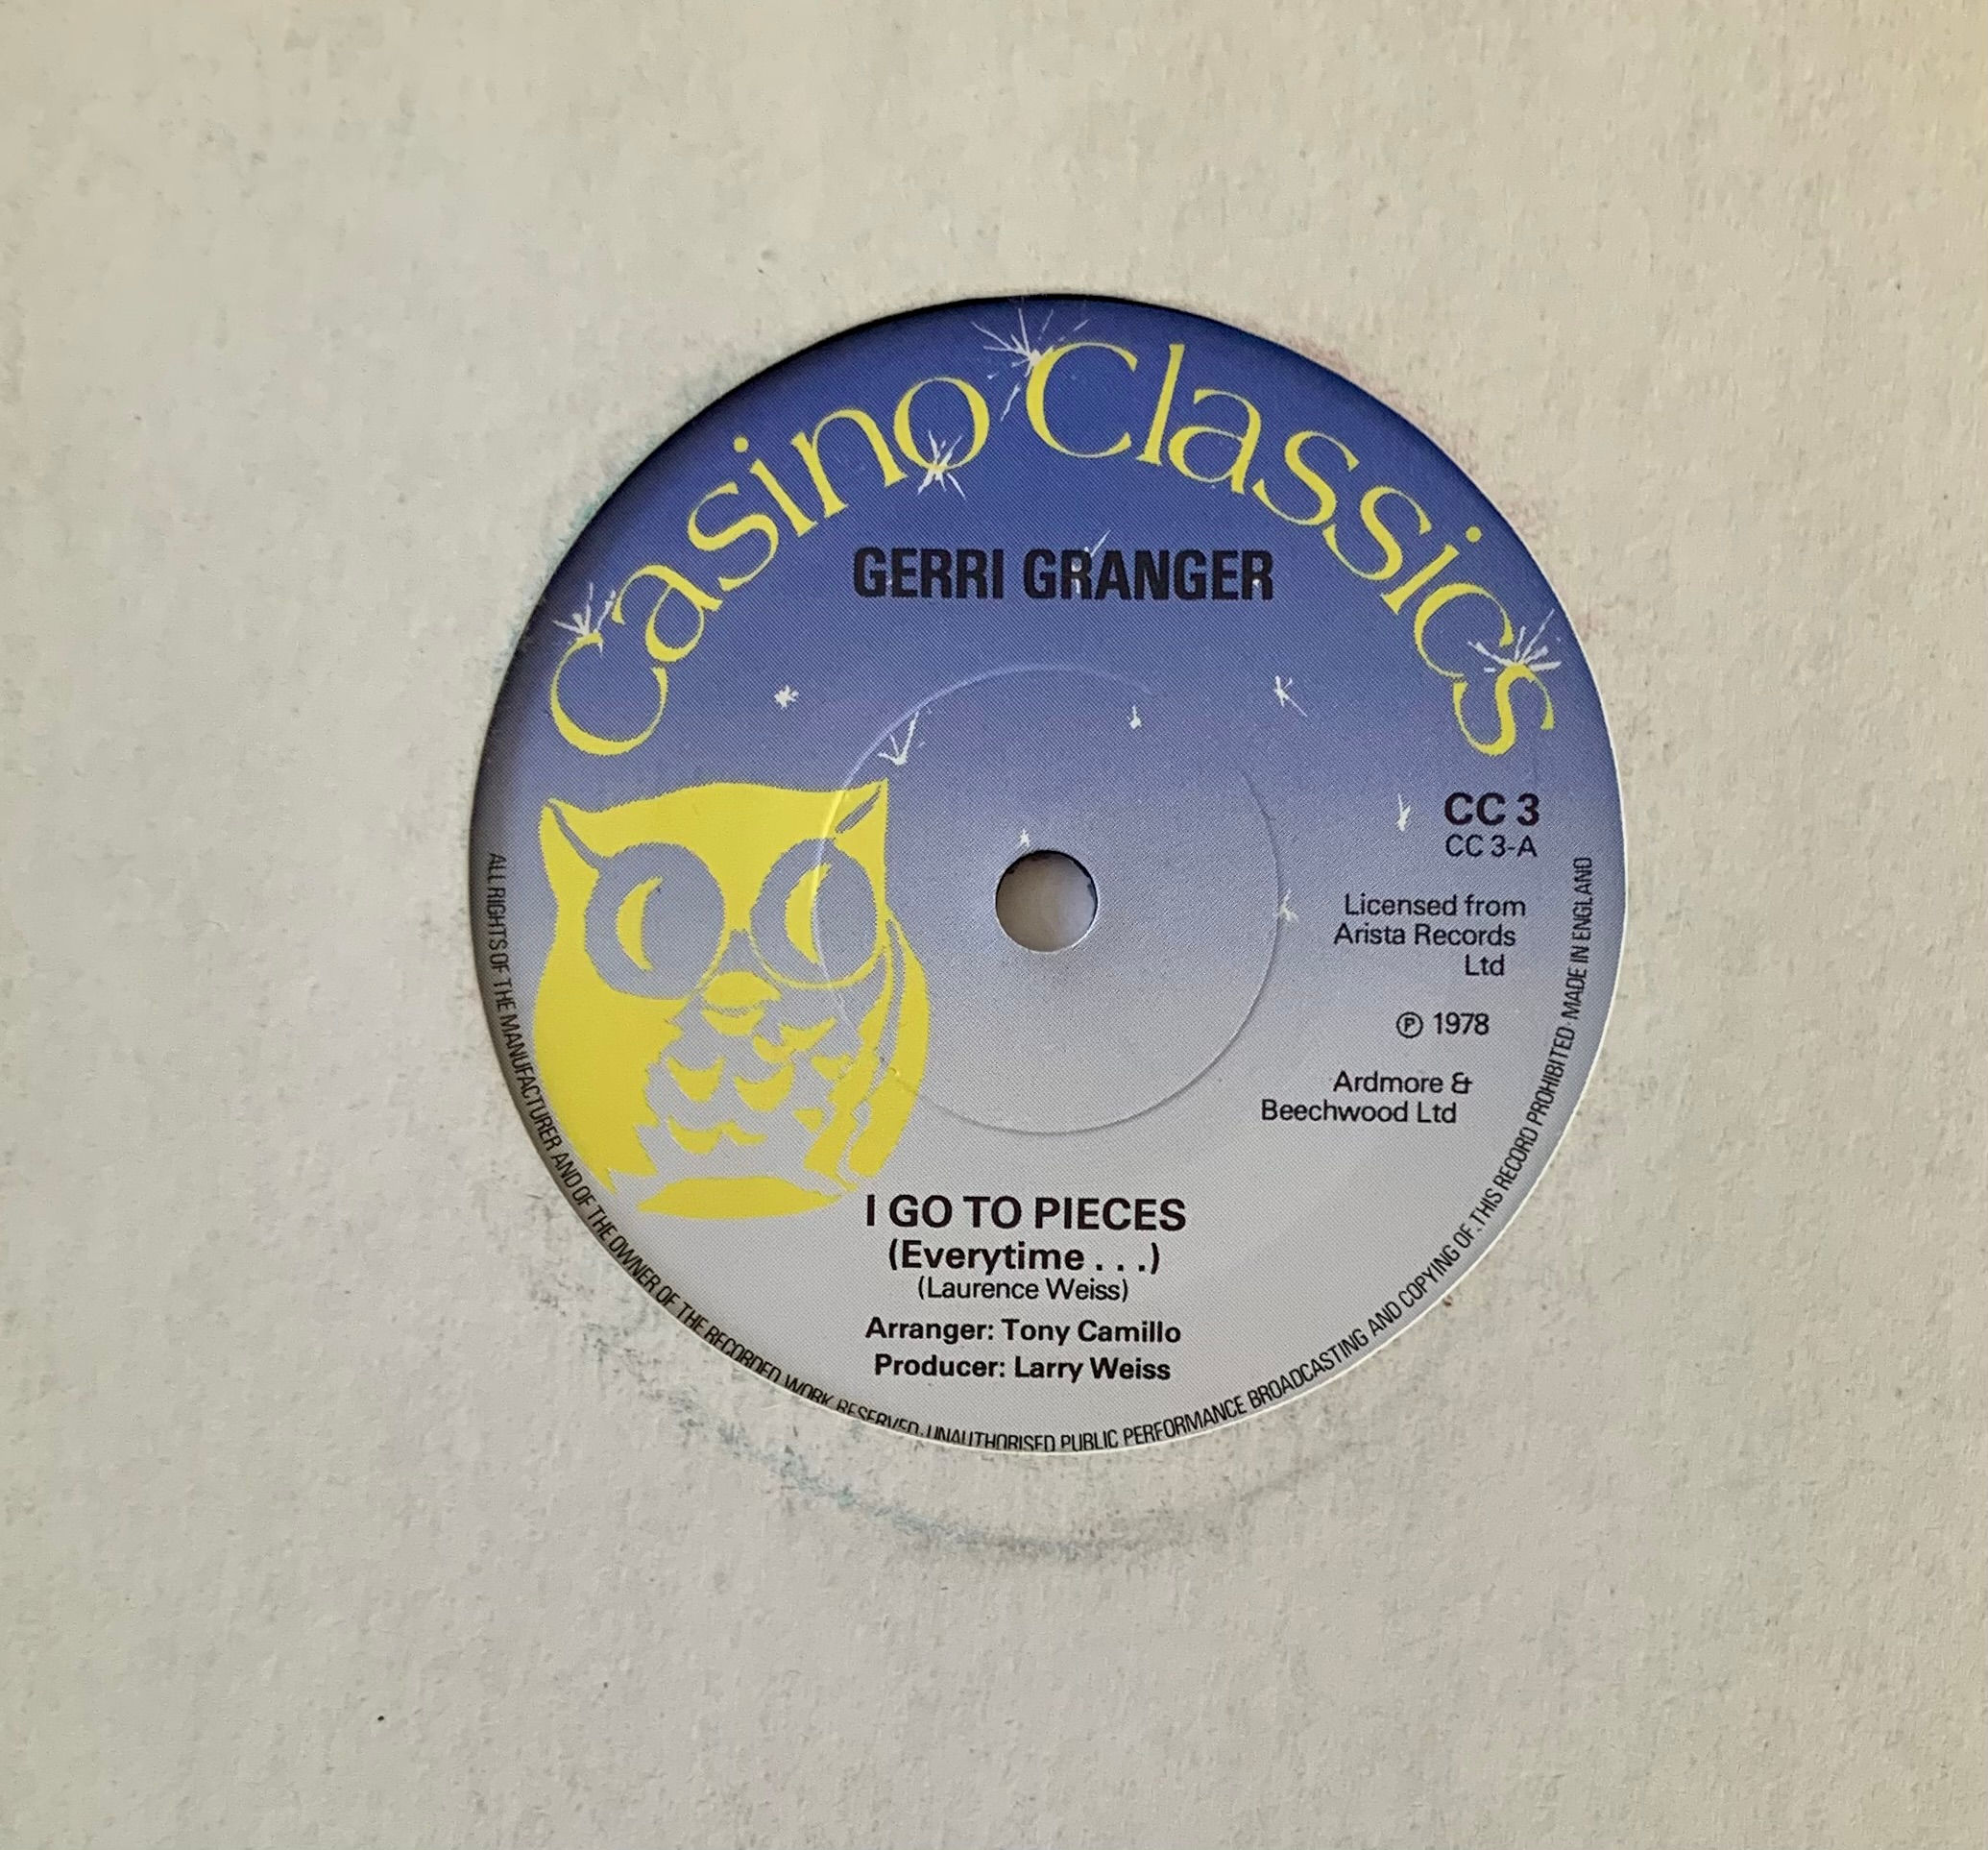 Casino Classics
GERRI GRANGER
CC 3
CC 3-A
Licensed from
Arista Records
Ltd
℗ 1978
Ardmore &
Beechwood Ltd
I GO TO PIECES
(Everytime . . .)
(Laurence Weiss)
Arranger: Tony Camillo
Producer: Larry Weiss
ALL RIGHTS OF THE MANUFACTURER AND OF THE OWNER OF THE RECORDED WORK RESERVED. UNAUTHORISED PUBLIC PERFORMANCE BROADCASTING AND COPYING OF THIS RECORD PROHIBITED · MADE IN ENGLAND